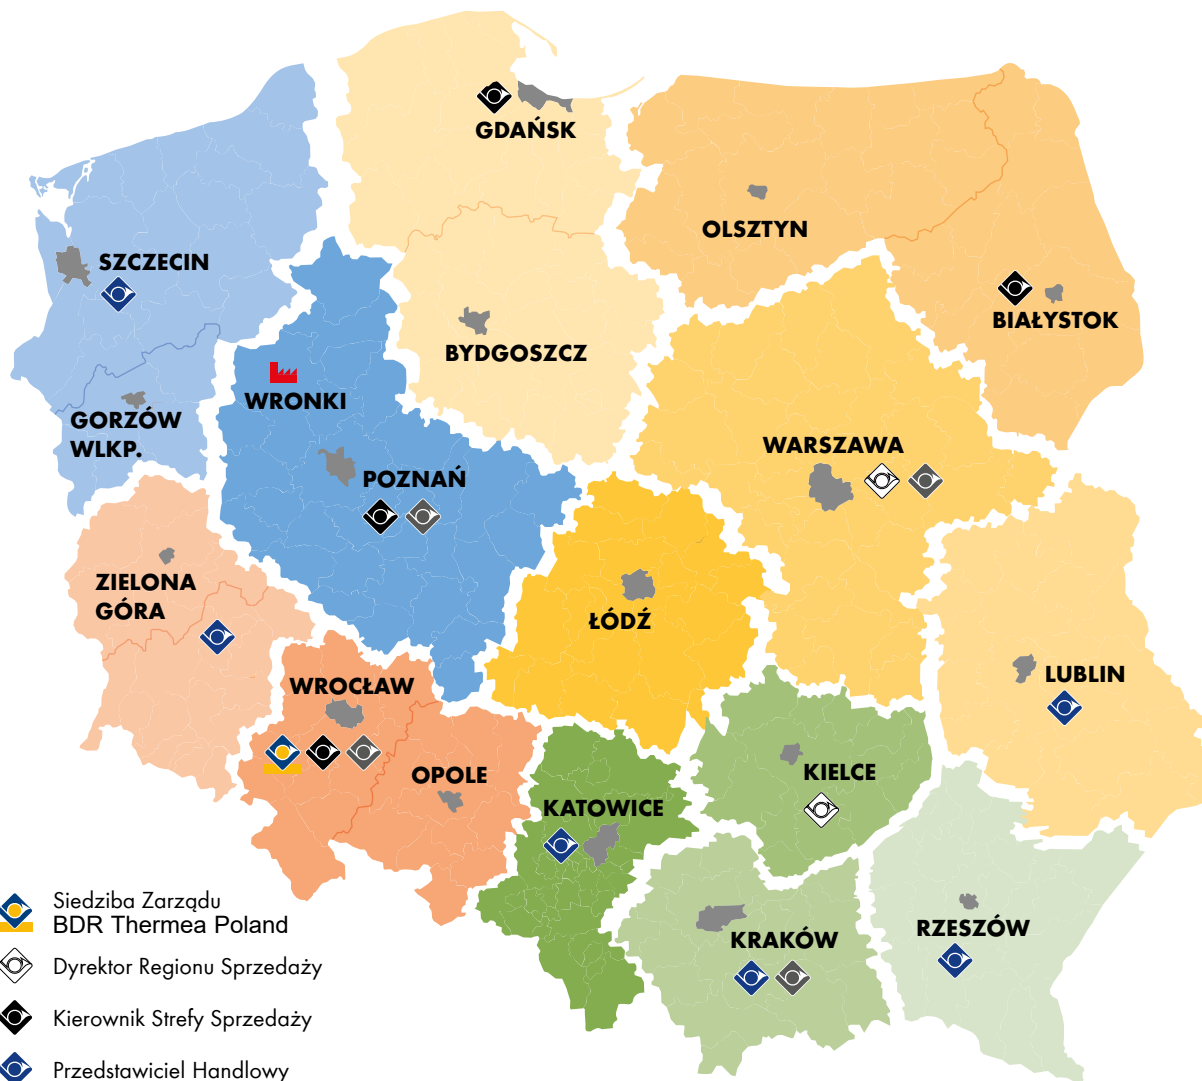 GDAŃSK
OLSZTYN
SZCZECIN
BIAŁYSTOK
BYDGOSZCZ
WRONKI
GORZÓW
WLKP.
WARSZAWA
POZNAŃ
ZIELONA
GÓRA
ŁÓDŹ
LUBLIN
WROCŁAW
OPOLE
KIELCE
KATOWICE
KRAKÓW
RZESZÓW
Siedziba Zarządu
BDR Thermea Poland
Dyrektor Regionu Sprzedaży
Kierownik Strefy Sprzedaży
Przedstawiciel Handlowy